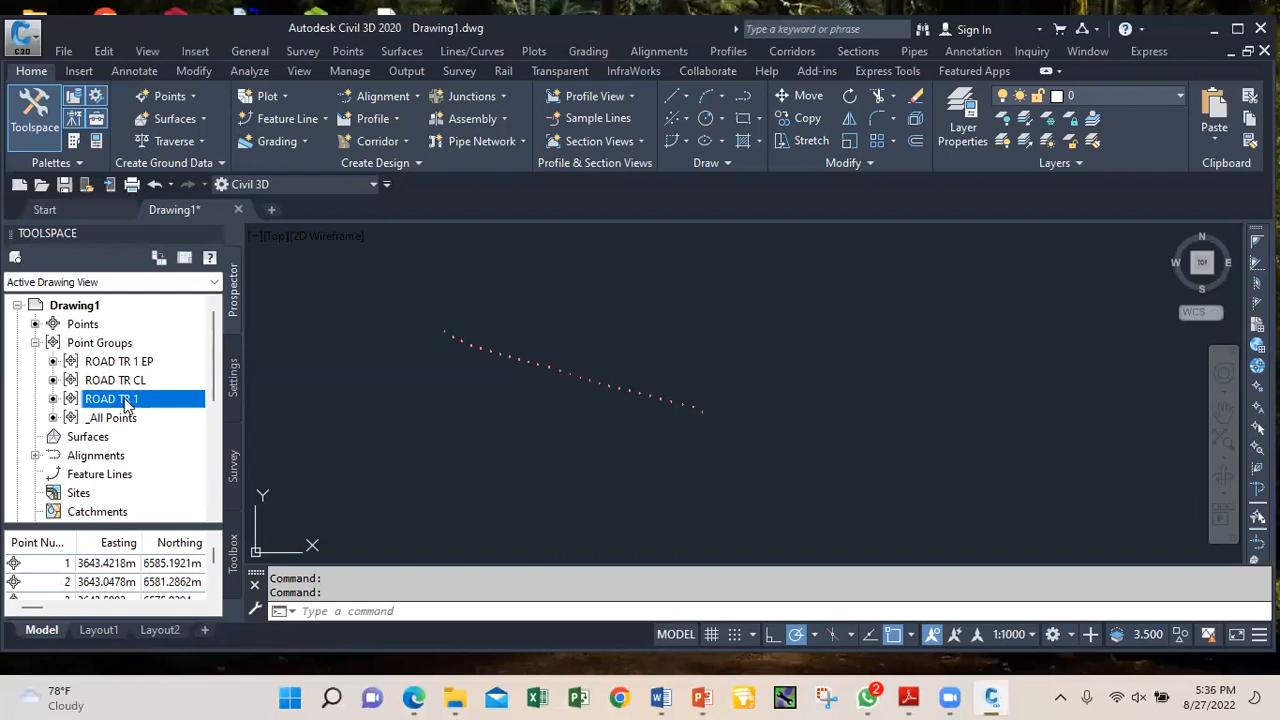 Autodesk Civil 3D 2020 Drawing1.dwg Type a keyword or phrase Sign In
C3D File Edit View Insert General Survey Points Surfaces Lines/Curves Plots Grading Alignments Profiles Corridors Sections Pipes Annotation Inquiry Window Express
Home Insert Annotate Modify Analyze View Manage Output Survey Rail Transparent InfraWorks Collaborate Help Add-ins Express Tools Featured Apps
Points Plot Alignment Junctions Profile View Move 0
Toolspace Surfaces Feature Line Profile Assembly Sample Lines Copy Layer Properties Paste
Traverse Grading Corridor Pipe Network Section Views Stretch
Palettes Create Ground Data Create Design Profile & Section Views Draw Modify Layers Clipboard
Civil 3D
Start Drawing1*
TOOLSPACE
[−][Top][2D Wireframe]
N
W TOP E
S
WCS
Active Drawing View
Prospector
Settings
Survey
Toolbox
Drawing1
Points
Point Groups
ROAD TR 1 EP
ROAD TR CL
ROAD TR 1
_All Points
Surfaces
Alignments
Feature Lines
Sites
Catchments
Y
X
Point Nu... Easting Northing
1 3643.4218m 6585.1921m
2 3643.0478m 6581.2862m
Command:
Command:
Type a command
Model Layout1 Layout2 + MODEL 1:1000 3.500
78°F
Cloudy
2
5:36 PM
8/27/2022